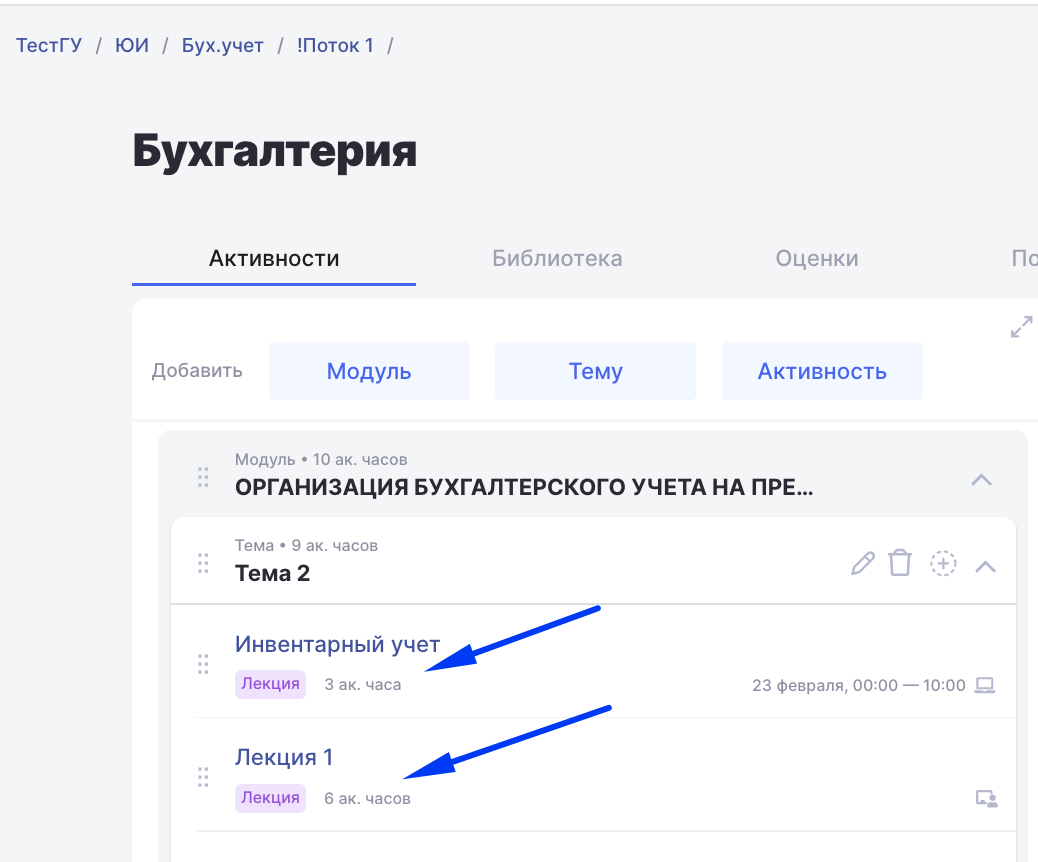 ТестГУ / ЮИ / Бух.учет / !Поток 1 /
Бухгалтерия
Активности Библиотека Оценки
Добавить Модуль Тему Активность
Модуль • 10 ак. часов
ОРГАНИЗАЦИЯ БУХГАЛТЕРСКОГО УЧЕТА НА ПРЕ...
Тема • 9 ак. часов
Тема 2
Инвентарный учет
Лекция 3 ак. часа 23 февраля, 00:00 — 10:00
Лекция 1
Лекция 6 ак. часов